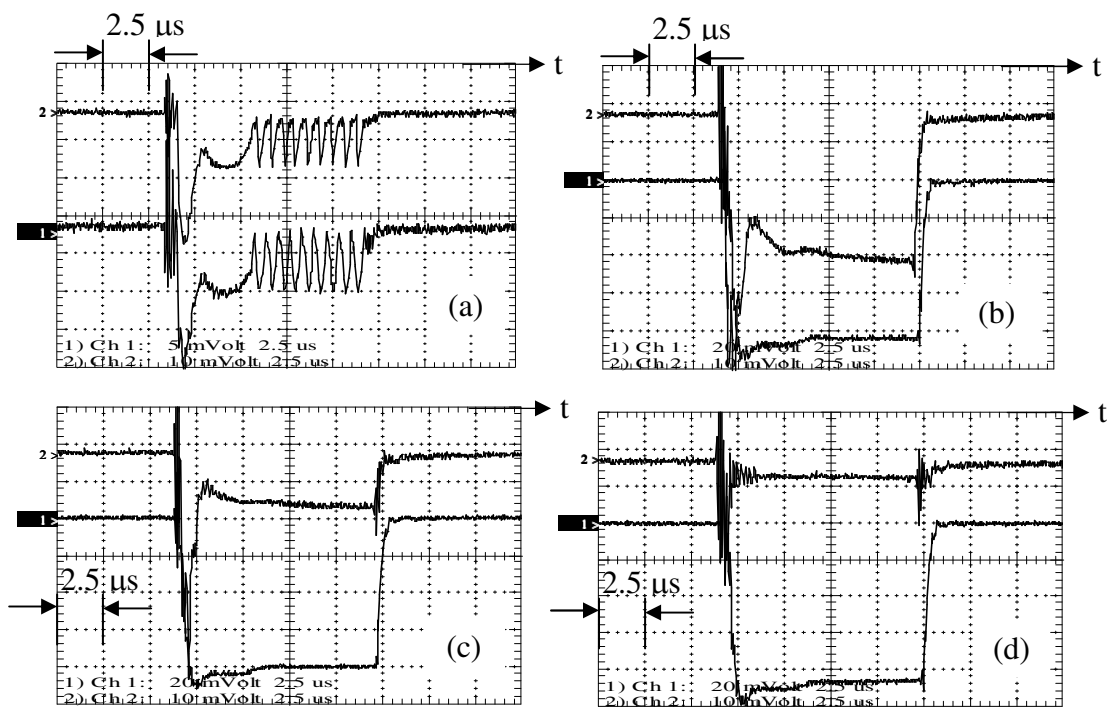 2.5 µs
t
2>
1>
(a)
1) Ch 1: 5 mVolt 2.5 us
2) Ch 2: 10 mVolt 2.5 us
2.5 µs
t
2>
1>
(b)
1) Ch 1: 20 mVolt 2.5 us
2) Ch 2: 10 mVolt 2.5 us
t
2>
1>
2.5 µs
(c)
1) Ch 1: 20 mVolt 2.5 us
2) Ch 2: 10 mVolt 2.5 us
t
2>
1>
2.5 µs
(d)
1) Ch 1: 20 mVolt 2.5 us
2) Ch 2: 10 mVolt 2.5 us